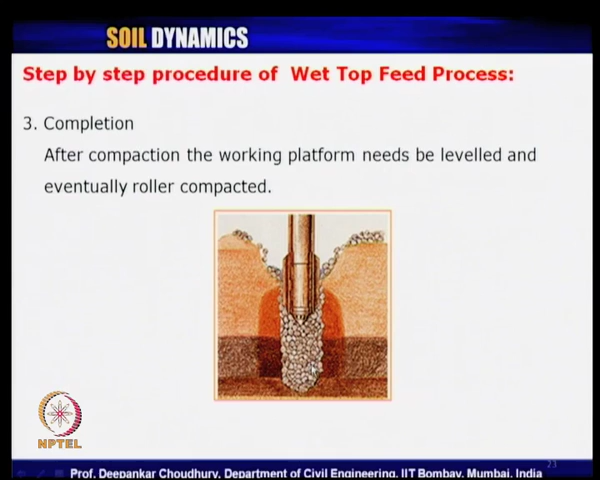 SOIL DYNAMICS
Step by step procedure of Wet Top Feed Process:
3. Completion
After compaction the working platform needs be levelled and
eventually roller compacted.
NPTEL
23
Prof. Deepankar Choudhury, Department of Civil Engineering, IIT Bombay, Mumbai, India